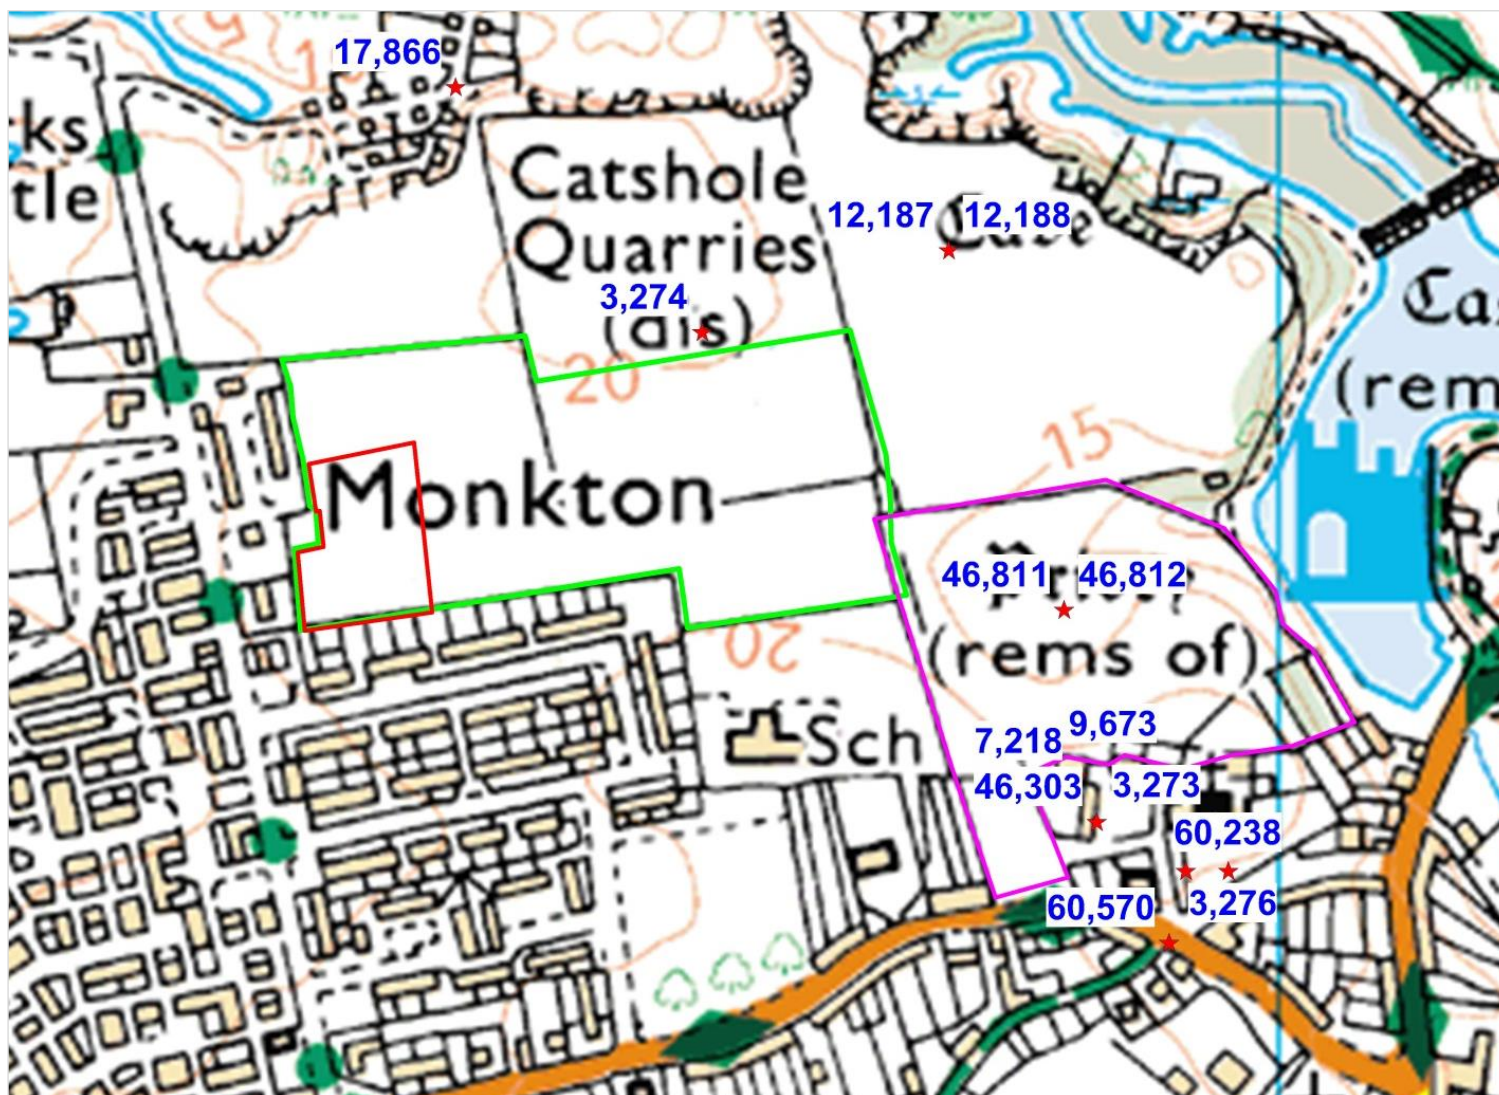 17,866
ks
tle
Catshole
Quarries
3,274
(dis)
12,187 12,188
Cave
20
15
Ca
(rem
Monkton
46,811 46,812
(rems of)
20
Sch
7,218 9,673
46,303 3,273
60,238
60,570 3,276